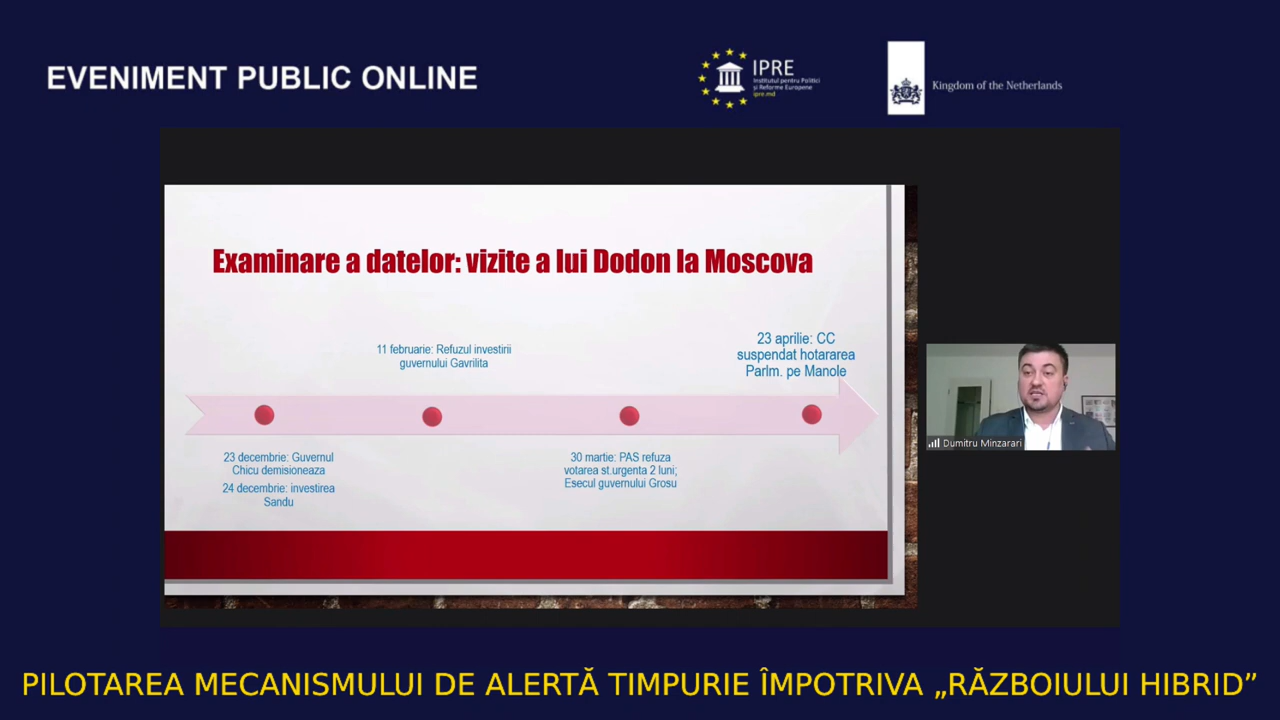 EVENIMENT PUBLIC ONLINE
IPRE
Institutul pentru Politici
și Reforme Europene
ipre.md
Kingdom of the Netherlands
Examinare a datelor: vizite a lui Dodon la Moscova
11 februarie: Refuzul investirii
guvernului Gavrilita
23 aprilie: CC
suspendat hotararea
Parlm. pe Manole
23 decembrie: Guvernul
Chicu demisioneaza
24 decembrie: investirea
Sandu
30 martie: PAS refuza
votarea st.urgenta 2 luni;
Esecul guvernului Grosu
Dumitru Minzarari
PILOTAREA MECANISMULUI DE ALERTĂ TIMPURIE ÎMPOTRIVA „RĂZBOIULUI HIBRID”